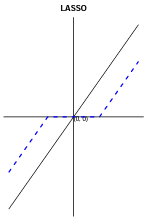 LASSO
(0, 0)